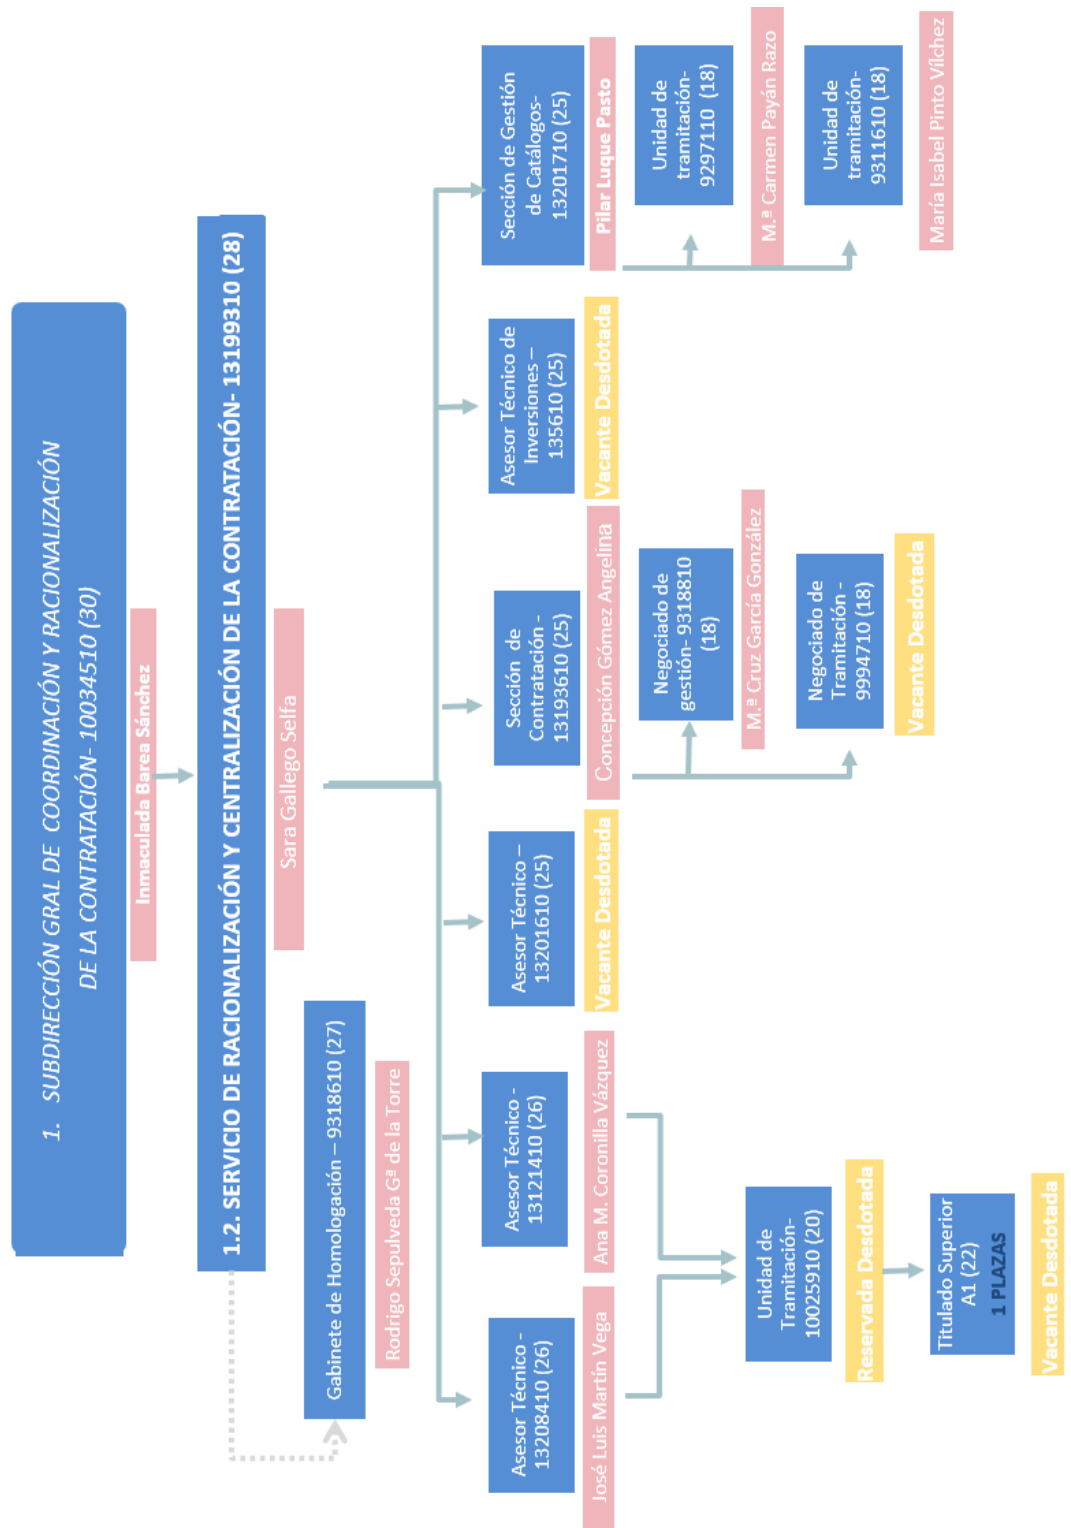 1. SUBDIRECCIÓN GRAL DE COORDINACIÓN Y RACIONALIZACIÓN
DE LA CONTRATACIÓN- 10034510 (30)
Inmaculada Barea Sánchez
1.2. SERVICIO DE RACIONALIZACIÓN Y CENTRALIZACIÓN DE LA CONTRATACIÓN- 13199310 (28)
Sara Gallego Selfa
Gabinete de Homologación – 9318610 (27)
Rodrigo Sepulveda Gª de la Torre
Asesor Técnico -
13208410 (26)
José Luis Martín Vega
Asesor Técnico -
13121410 (26)
Ana M. Coronilla Vázquez
Asesor Técnico –
13201610 (25)
Vacante Desdotada
Sección de
Contratación -
13193610 (25)
Concepción Gómez Angelina
Asesor Técnico de
Inversiones –
135610 (25)
Vacante Desdotada
Sección de Gestión
de Catálogos-
13201710 (25)
Pilar Luque Pasto
Unidad de
Tramitación-
10025910 (20)
Reservada Desdotada
Titulado Superior
A1 (22)
1 PLAZAS
Vacante Desdotada
Negociado de
gestión- 9318810
(18)
M.ª Cruz García González
Negociado de
Tramitación -
9994710 (18)
Vacante Desdotada
Unidad de
tramitación-
9297110 (18)
M.ª Carmen Payán Razo
Unidad de
tramitación-
9311610 (18)
María Isabel Pinto Vílchez